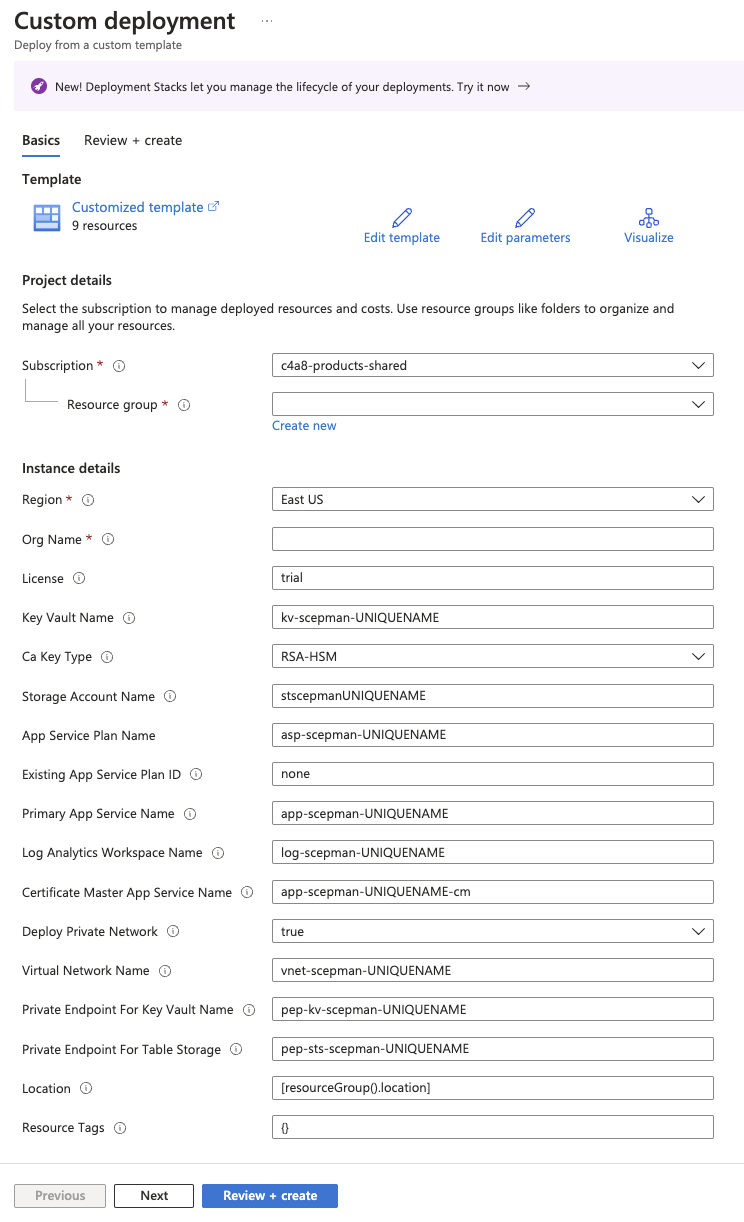 Custom deployment ...
Deploy from a custom template
New! Deployment Stacks let you manage the lifecycle of your deployments. Try it now →
Basics Review + create
Template
Customized template
9 resources
Edit template Edit parameters Visualize
Project details
Select the subscription to manage deployed resources and costs. Use resource groups like folders to organize and
manage all your resources.
Subscription * c4a8-products-shared
Resource group *
Create new
Instance details
Region * East US
Org Name *
License trial
Key Vault Name kv-scepman-UNIQUENAME
Ca Key Type RSA-HSM
Storage Account Name stscepmanUNIQUENAME
App Service Plan Name asp-scepman-UNIQUENAME
Existing App Service Plan ID none
Primary App Service Name app-scepman-UNIQUENAME
Log Analytics Workspace Name log-scepman-UNIQUENAME
Certificate Master App Service Name app-scepman-UNIQUENAME-cm
Deploy Private Network true
Virtual Network Name vnet-scepman-UNIQUENAME
Private Endpoint For Key Vault Name pep-kv-scepman-UNIQUENAME
Private Endpoint For Table Storage pep-sts-scepman-UNIQUENAME
Location [resourceGroup().location]
Resource Tags {}
Previous Next Review + create